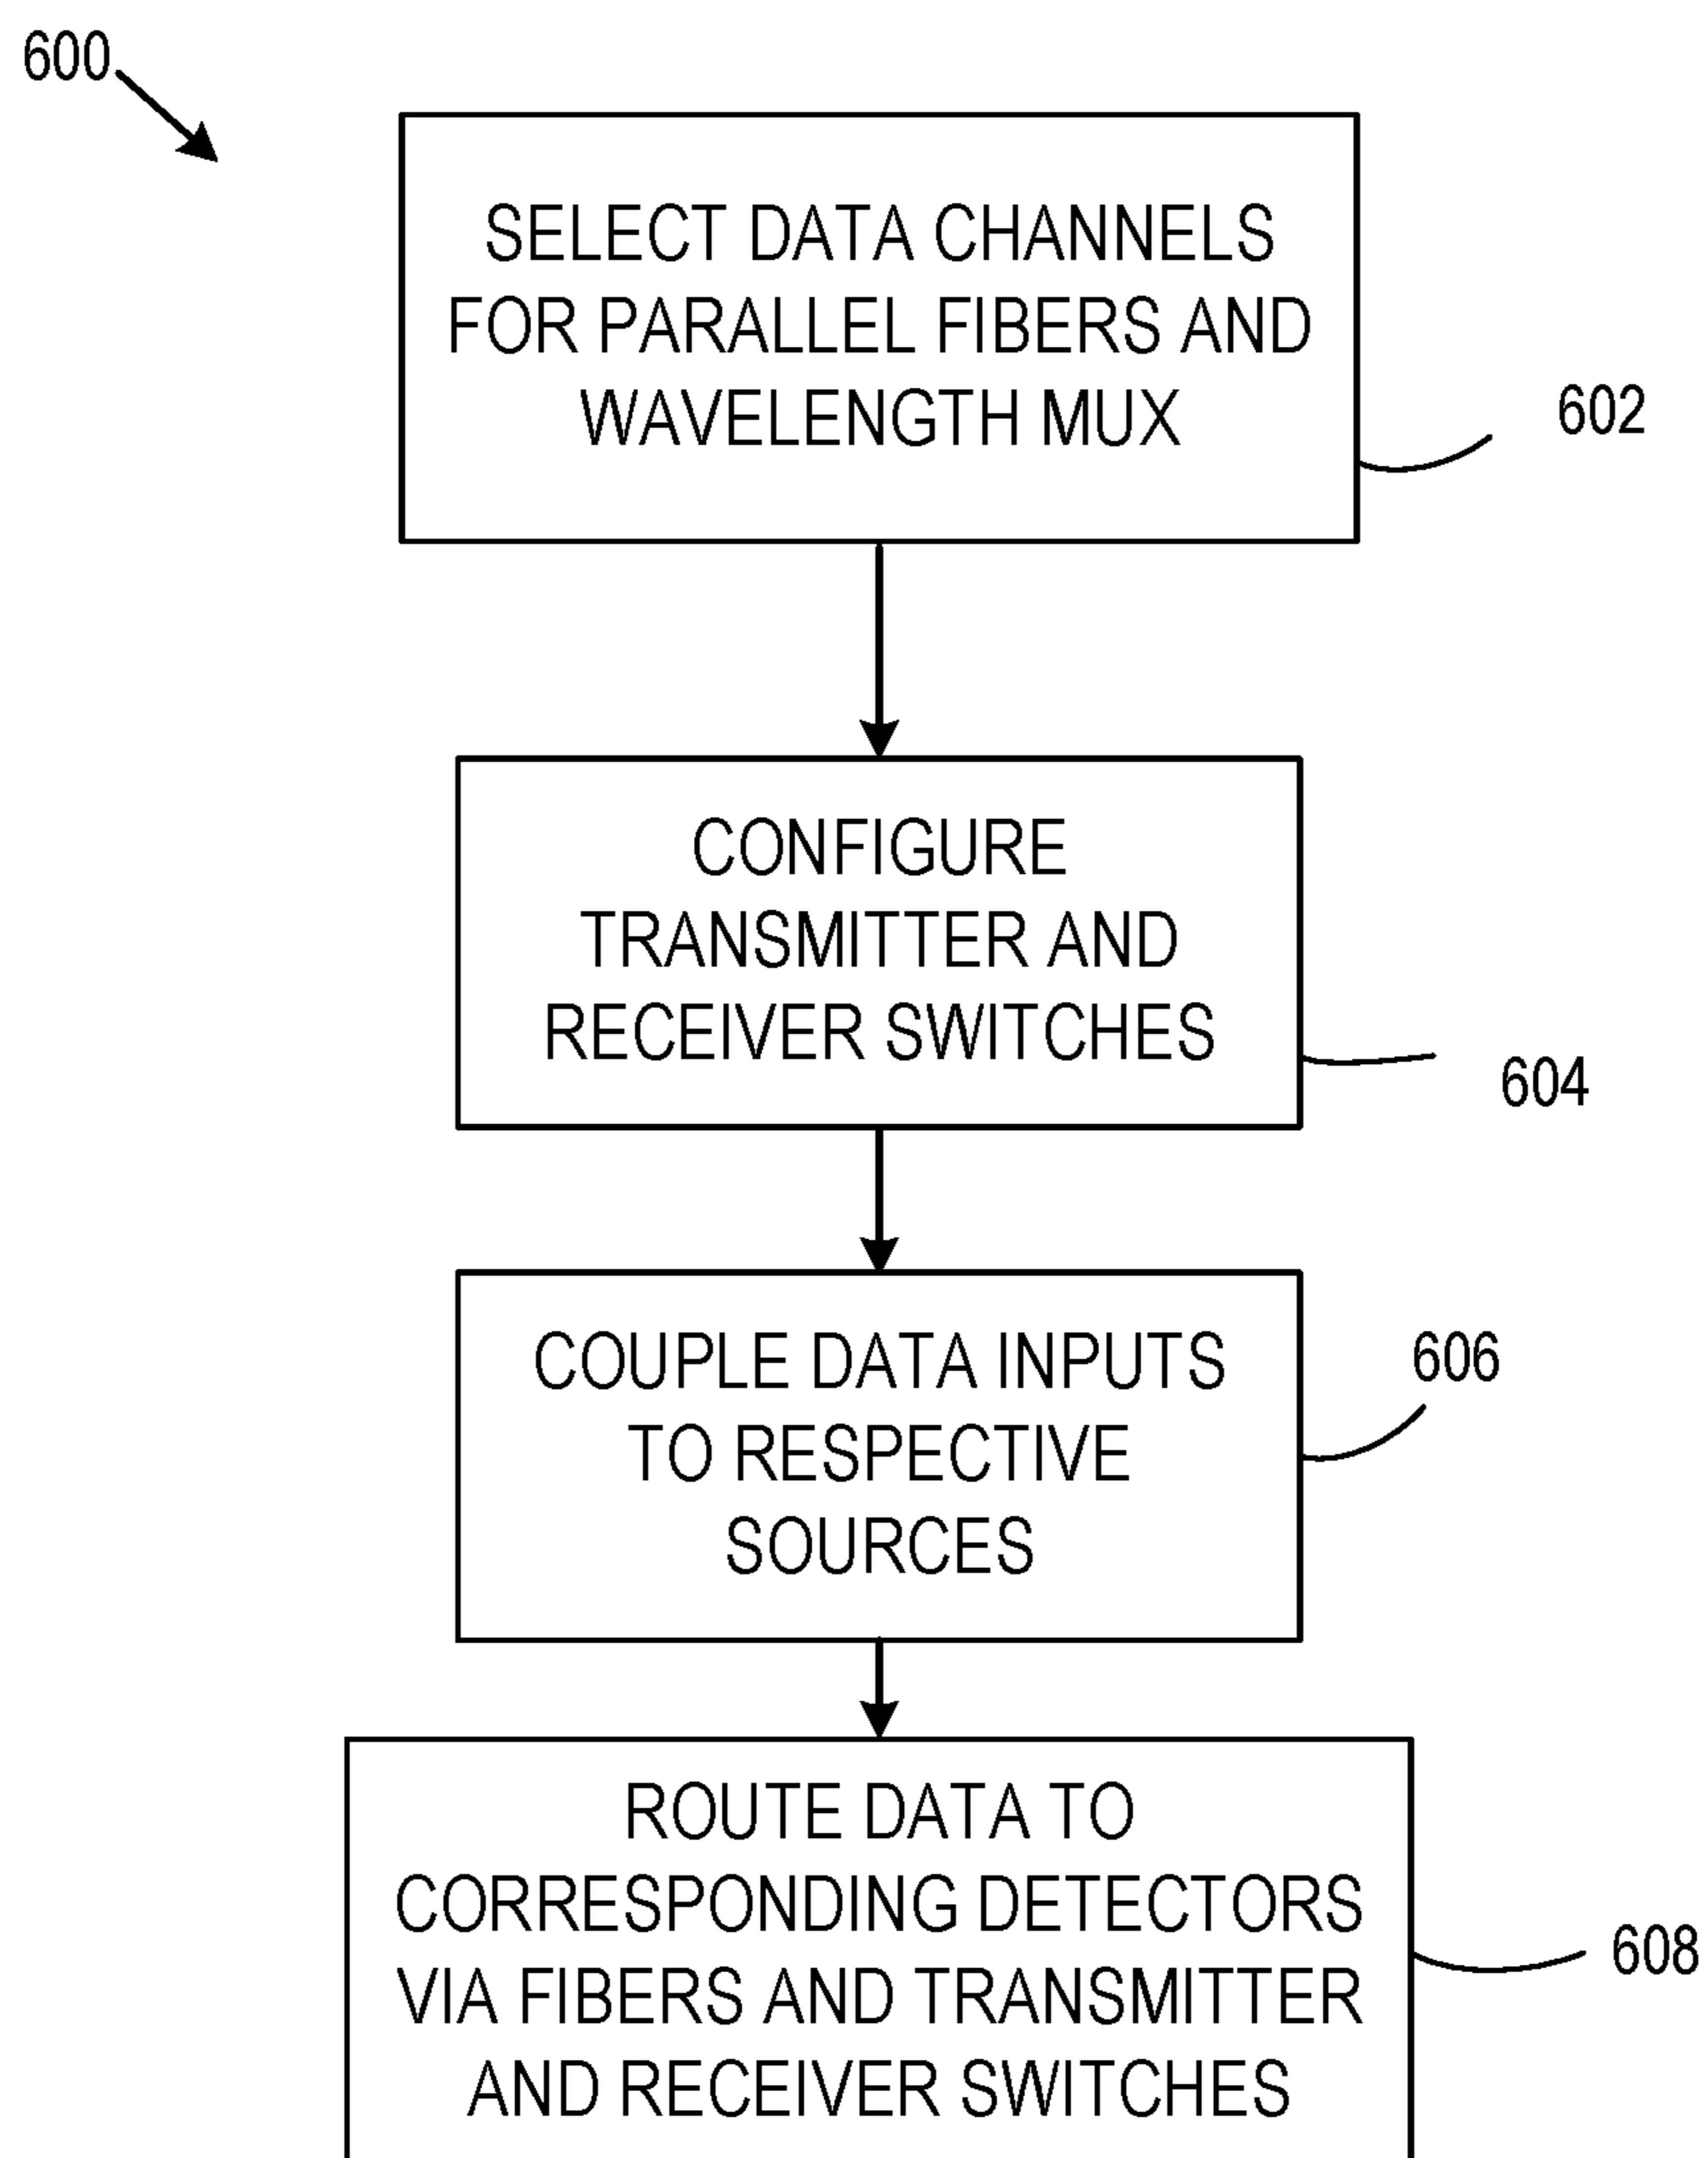 600
SELECT DATA CHANNELS
FOR PARALLEL FIBERS AND
WAVELENGTH MUX
602
CONFIGURE
TRANSMITTER AND
RECEIVER SWITCHES
604
COUPLE DATA INPUTS
TO RESPECTIVE
SOURCES
606
ROUTE DATA TO
CORRESPONDING DETECTORS
VIA FIBERS AND TRANSMITTER
AND RECEIVER SWITCHES
608